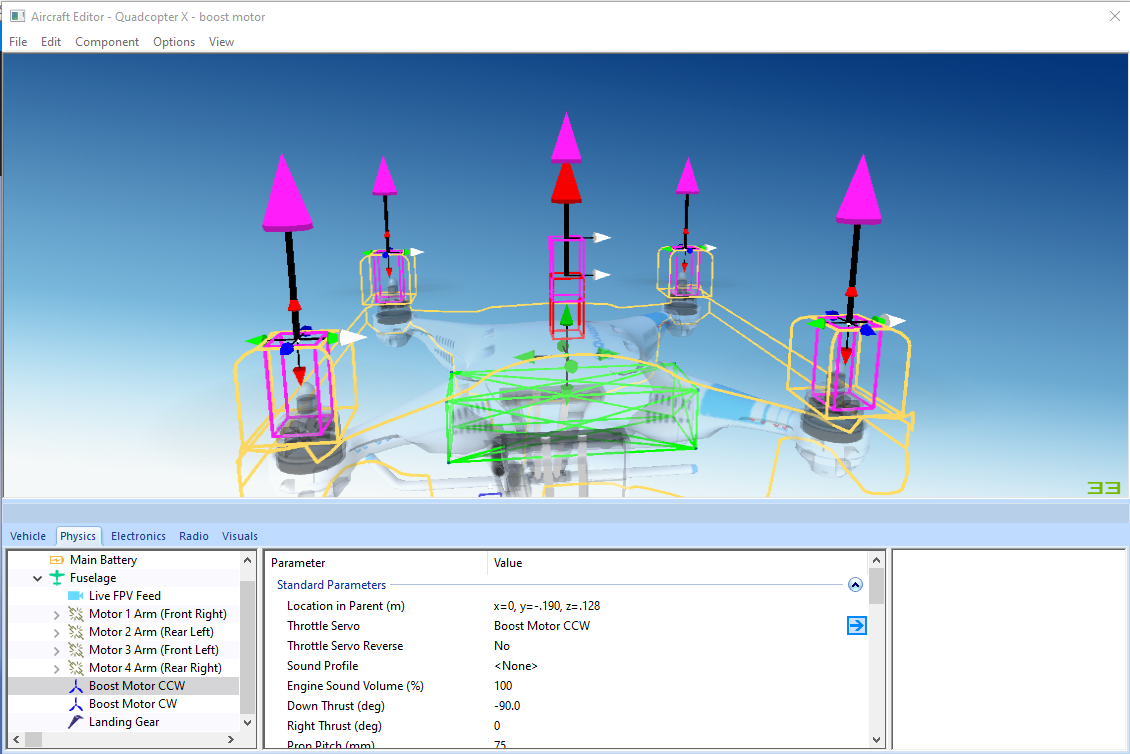 Aircraft Editor - Quadcopter X - boost motor
File Edit Component Options View
33
Vehicle Physics Electronics Radio Visuals
Main Battery
Fuselage
Live FPV Feed
Motor 1 Arm (Front Right)
Motor 2 Arm (Rear Left)
Motor 3 Arm (Front Left)
Motor 4 Arm (Rear Right)
Boost Motor CCW
Boost Motor CW
Landing Gear
Parameter Value
Standard Parameters
Location in Parent (m) x=0, y=-.190, z=.128
Throttle Servo Boost Motor CCW
Throttle Servo Reverse No
Sound Profile <None>
Engine Sound Volume (%) 100
Down Thrust (deg) -90.0
Right Thrust (deg) 0
Prop Pitch (mm) 75